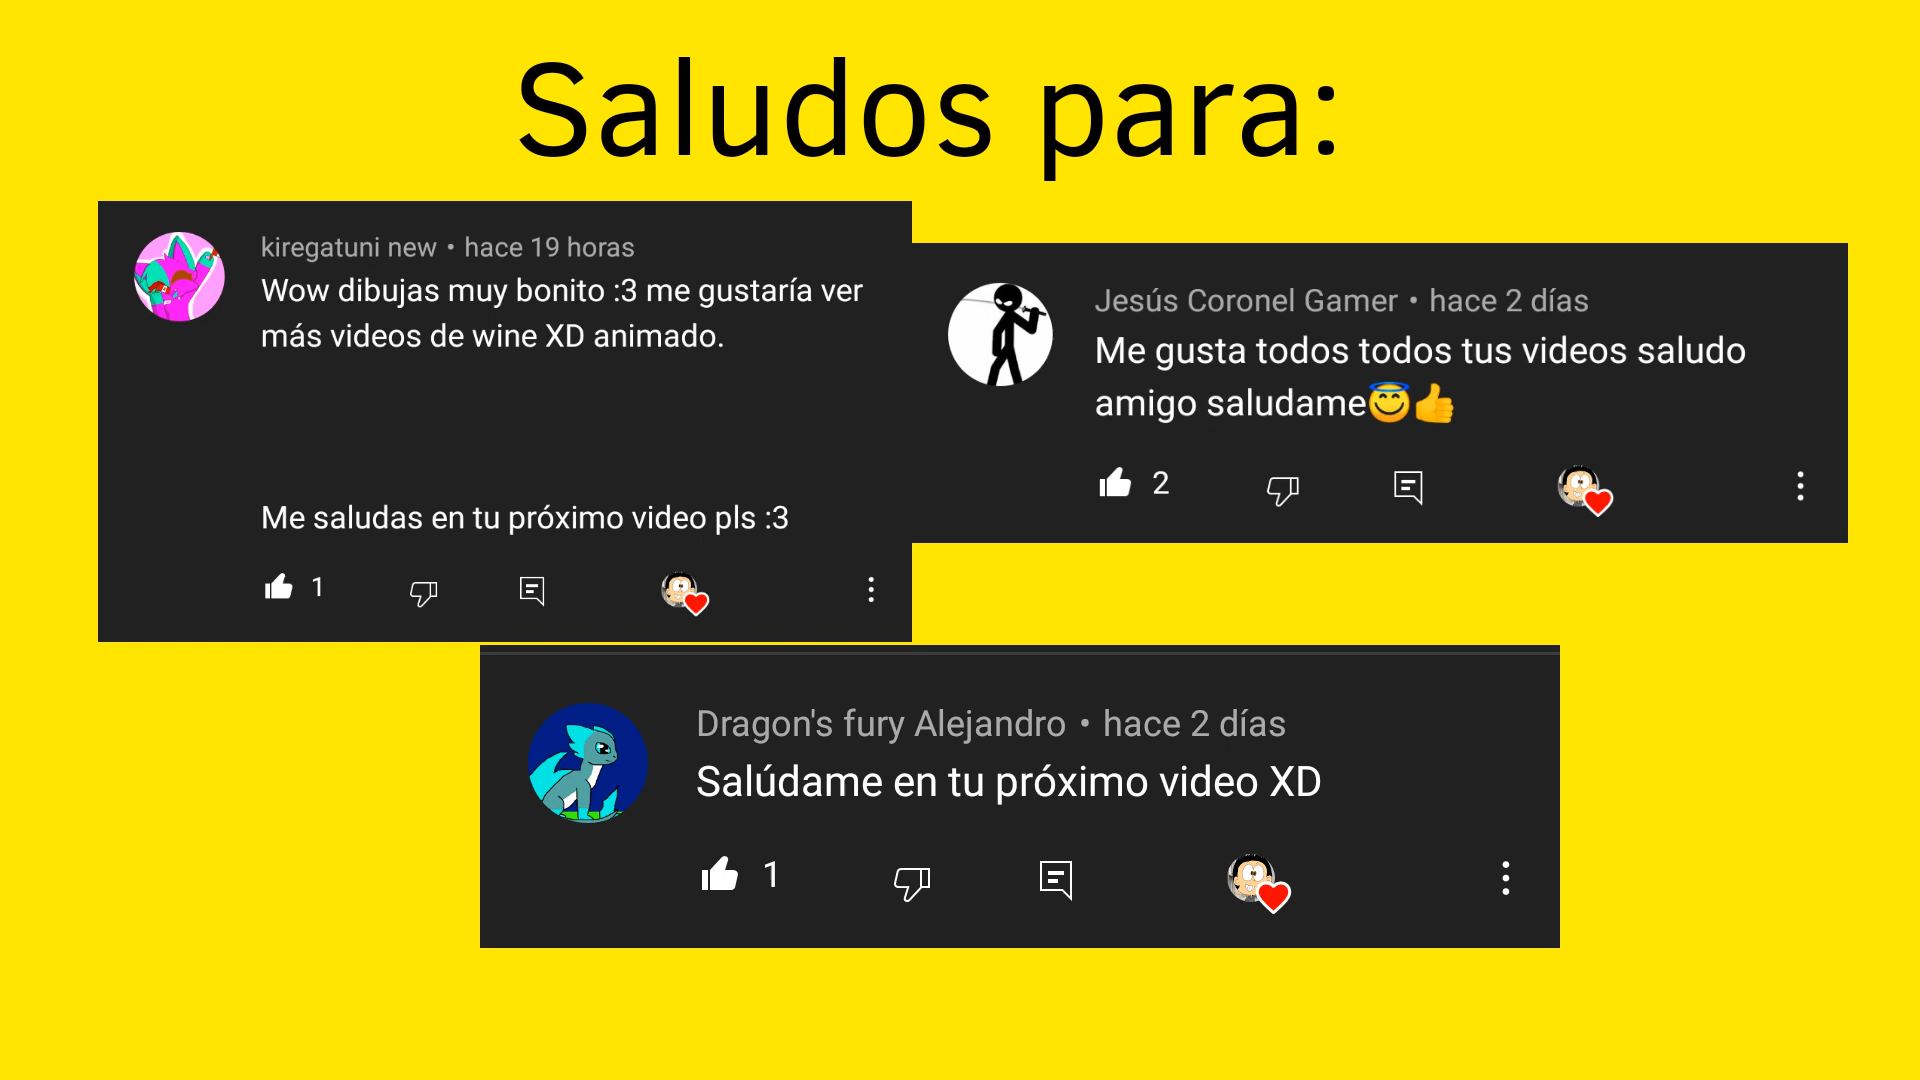 Saludos para:
kiregatuni new • hace 19 horas
Wow dibujas muy bonito :3 me gustaría ver
más videos de wine XD animado.
Me saludas en tu próximo video pls :3
1
Jesús Coronel Gamer • hace 2 días
Me gusta todos todos tus videos saludo
amigo saludame😇👍
2
Dragon's fury Alejandro • hace 2 días
Salúdame en tu próximo video XD
1